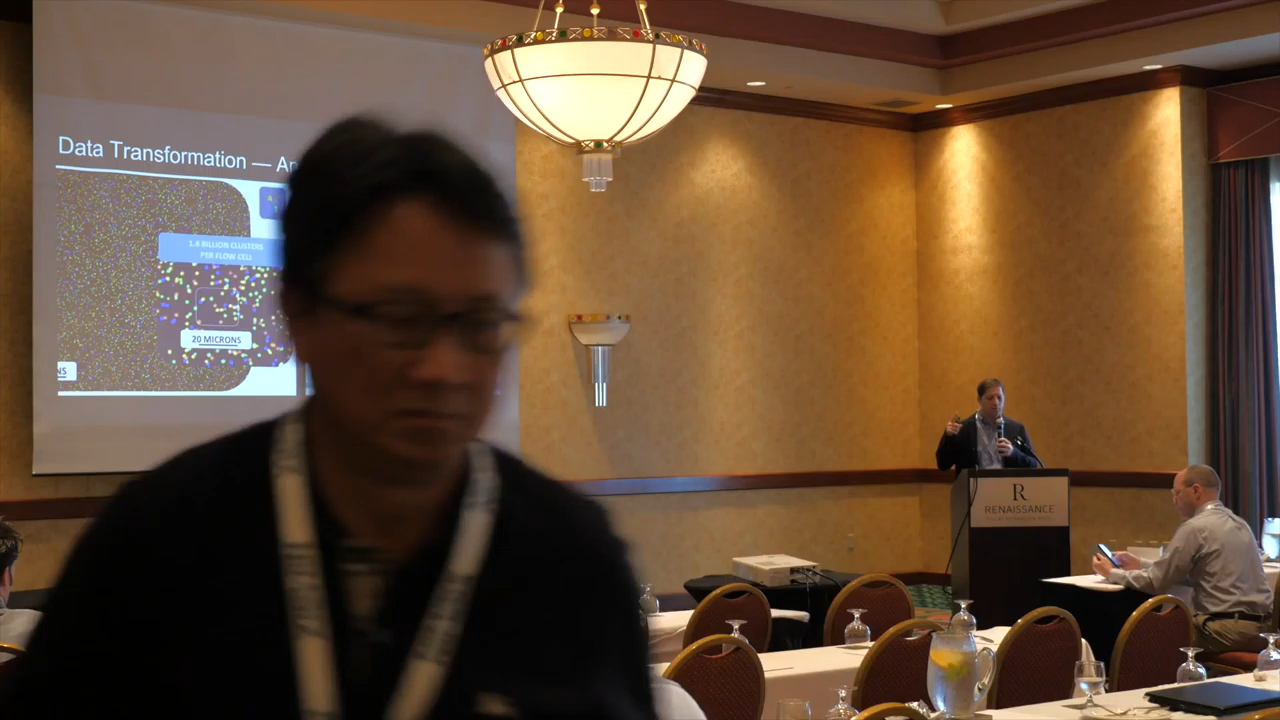 Data Transformation — An
1.6 BILLION CLUSTERS
PER FLOW CELL
20 MICRONS
NS
R
RENAISSANCE